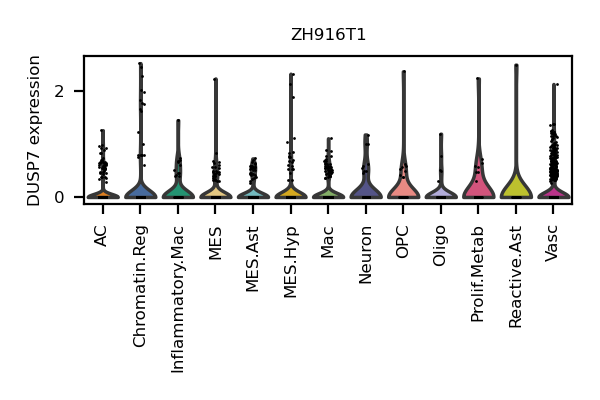 ZH916T1
DUSP7 expression
2
0
AC
Chromatin.Reg
Inflammatory.Mac
MES
MES.Ast
MES.Hyp
Mac
Neuron
OPC
Oligo
Prolif.Metab
Reactive.Ast
Vasc